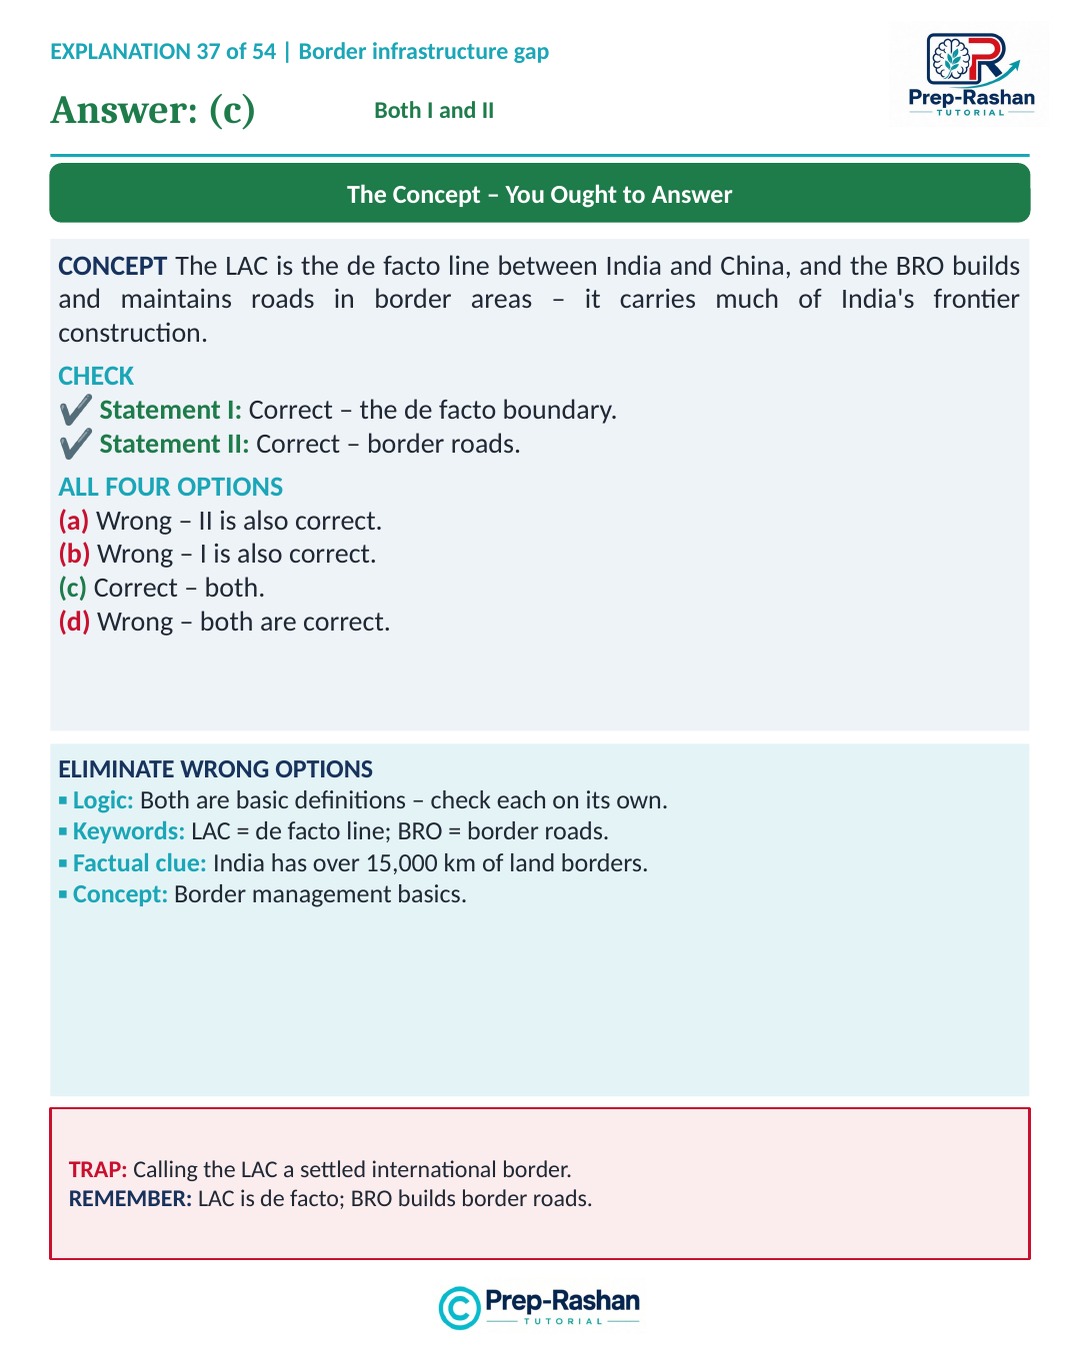 EXPLANATION 37 of 54 | Border infrastructure gap
Prep-Rashan
TUTORIAL
Answer: (c)
Both I and II
The Concept – You Ought to Answer
CONCEPT The LAC is the de facto line between India and China, and the BRO builds
and maintains roads in border areas – it carries much of India's frontier
construction.
CHECK
✔ Statement I: Correct – the de facto boundary.
✔ Statement II: Correct – border roads.
ALL FOUR OPTIONS
(a) Wrong – II is also correct.
(b) Wrong – I is also correct.
(c) Correct – both.
(d) Wrong – both are correct.
ELIMINATE WRONG OPTIONS
▪ Logic: Both are basic definitions – check each on its own.
▪ Keywords: LAC = de facto line; BRO = border roads.
▪ Factual clue: India has over 15,000 km of land borders.
▪ Concept: Border management basics.
TRAP: Calling the LAC a settled international border.
REMEMBER: LAC is de facto; BRO builds border roads.
© Prep-Rashan
TUTORIAL